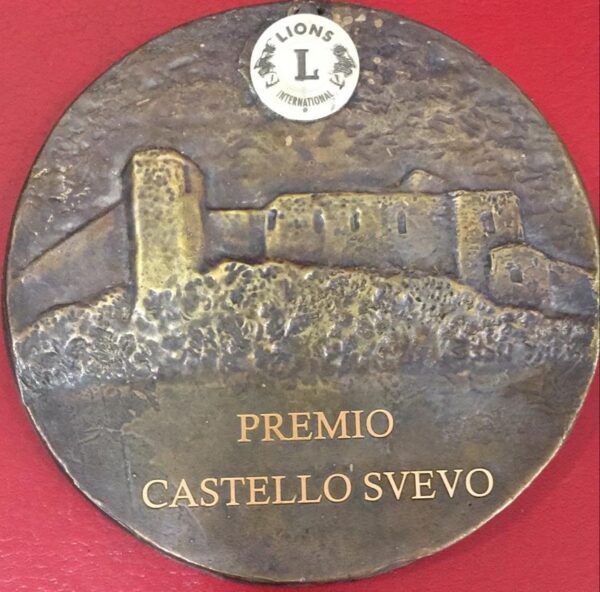 LIONS
L
INTERNATIONAL
PREMIO
CASTELLO SVEVO